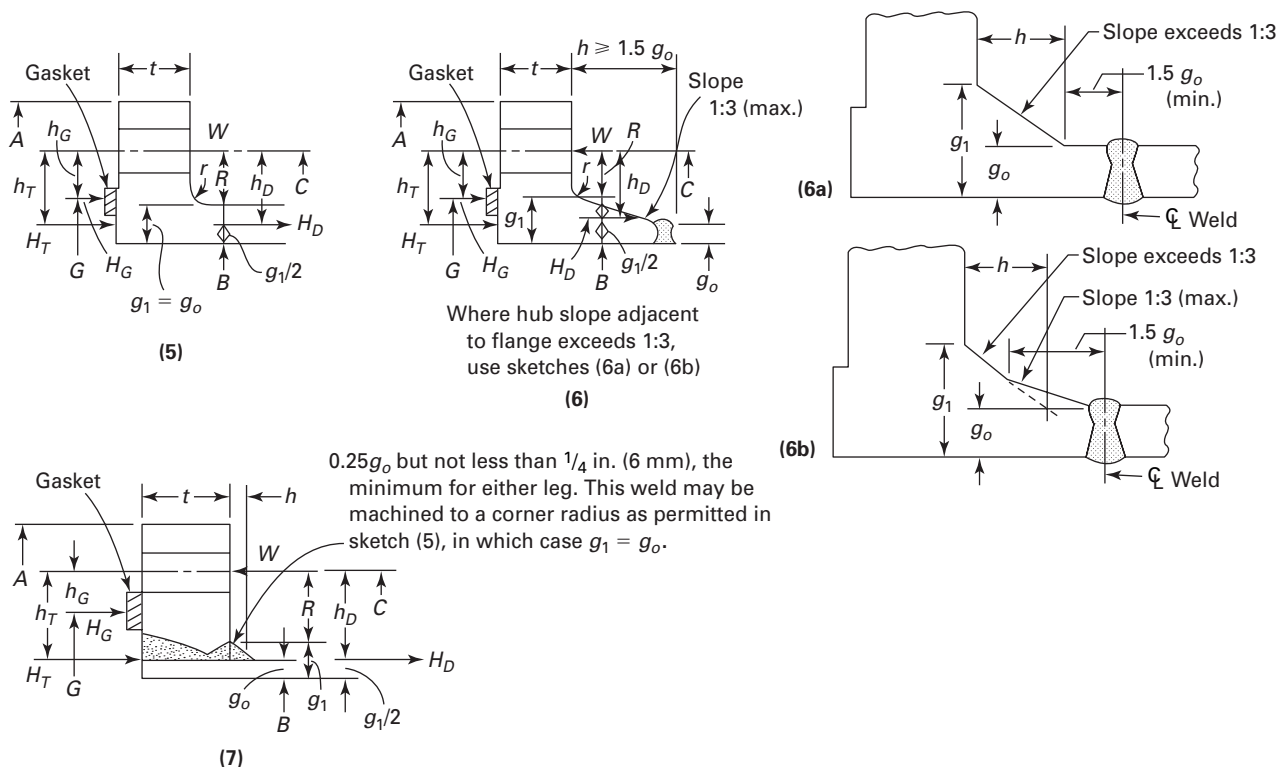 Gasket
t
A
h_G
W
h_T
r
R
h_D
C
H_D
H_T
G
H_G
g_1/2
B
g_1 = g_o
(5)
h ≥ 1.5 g_o
Gasket
t
Slope
1:3 (max.)
A
h_G
W
R
h_T
r
h_D
C
g_1
H_T
G
H_G
H_D
g_1/2
B
g_o
Where hub slope adjacent
to flange exceeds 1:3,
use sketches (6a) or (6b)
(6)
h
Slope exceeds 1:3
1.5 g_o
(min.)
g_1
g_o
(6a)
℄ Weld
h
Slope exceeds 1:3
Slope 1:3 (max.)
1.5 g_o
(min.)
g_1
g_o
(6b)
℄ Weld
0.25g_o but not less than 1/4 in. (6 mm), the
minimum for either leg. This weld may be
machined to a corner radius as permitted in
sketch (5), in which case g_1 = g_o.
Gasket
t
h
A
W
h_G
h_T
R
h_D
C
H_G
H_T
G
H_D
g_o
g_1
B
g_1/2
(7)